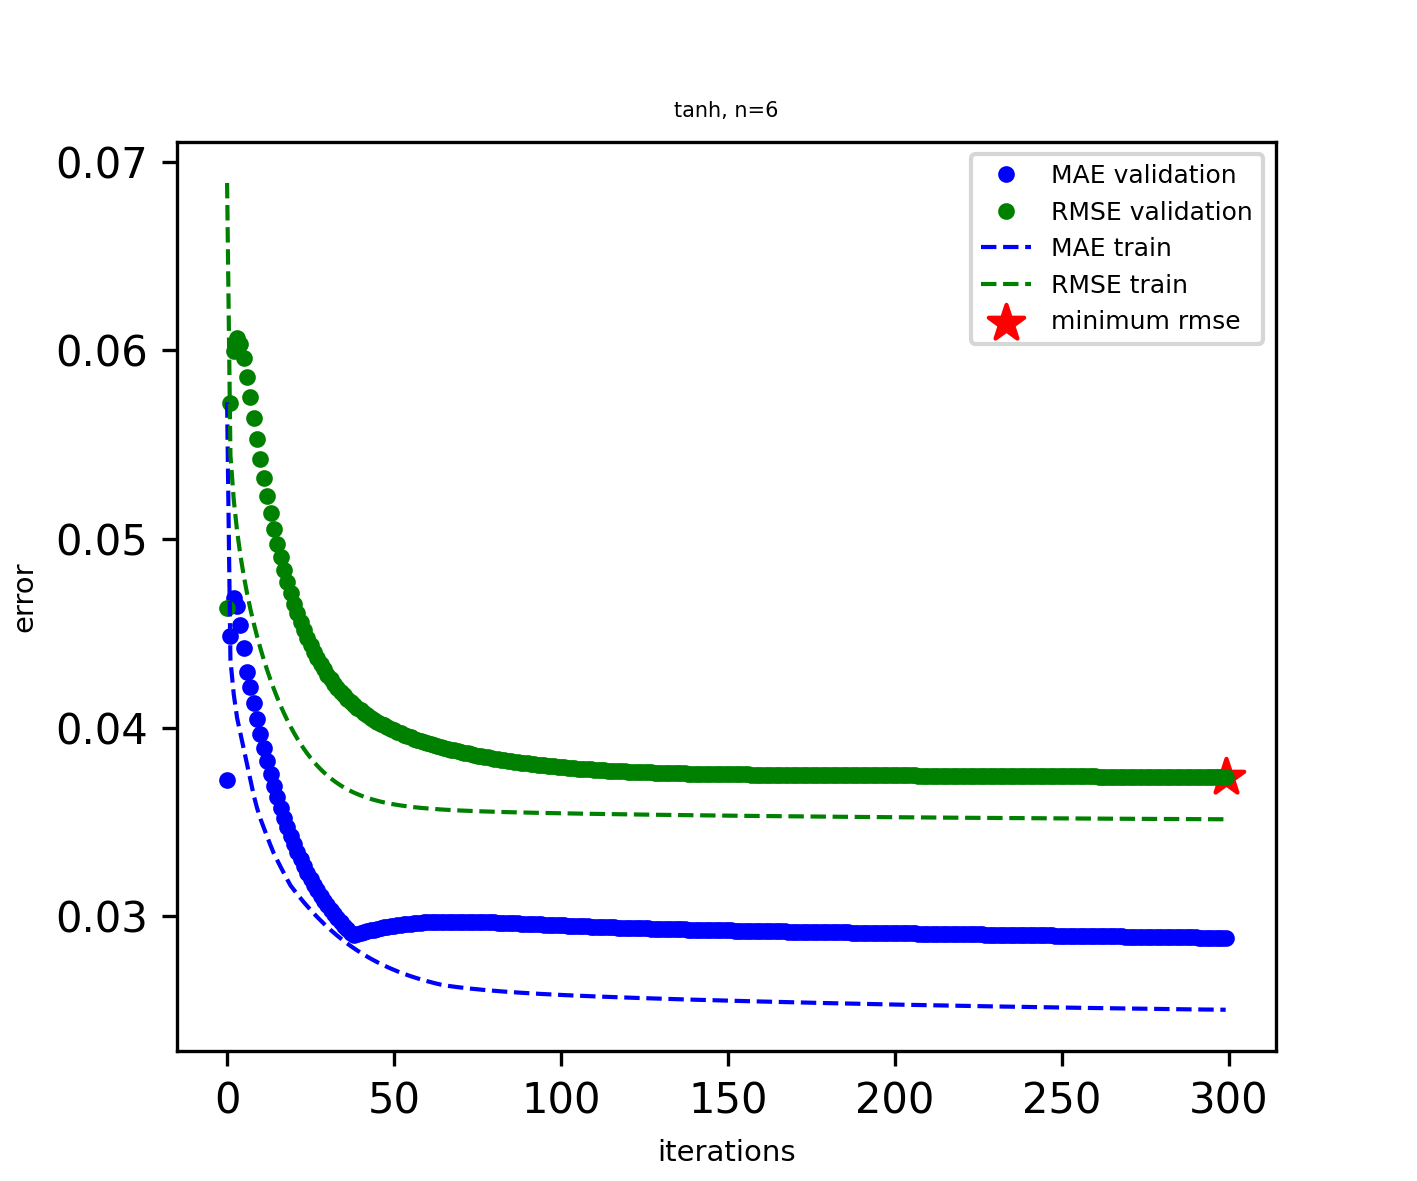 tanh, n=6
0.07
0.06
0.05
0.04
0.03
error
MAE validation
RMSE validation
MAE train
RMSE train
minimum rmse
0 50 100 150 200 250 300
iterations